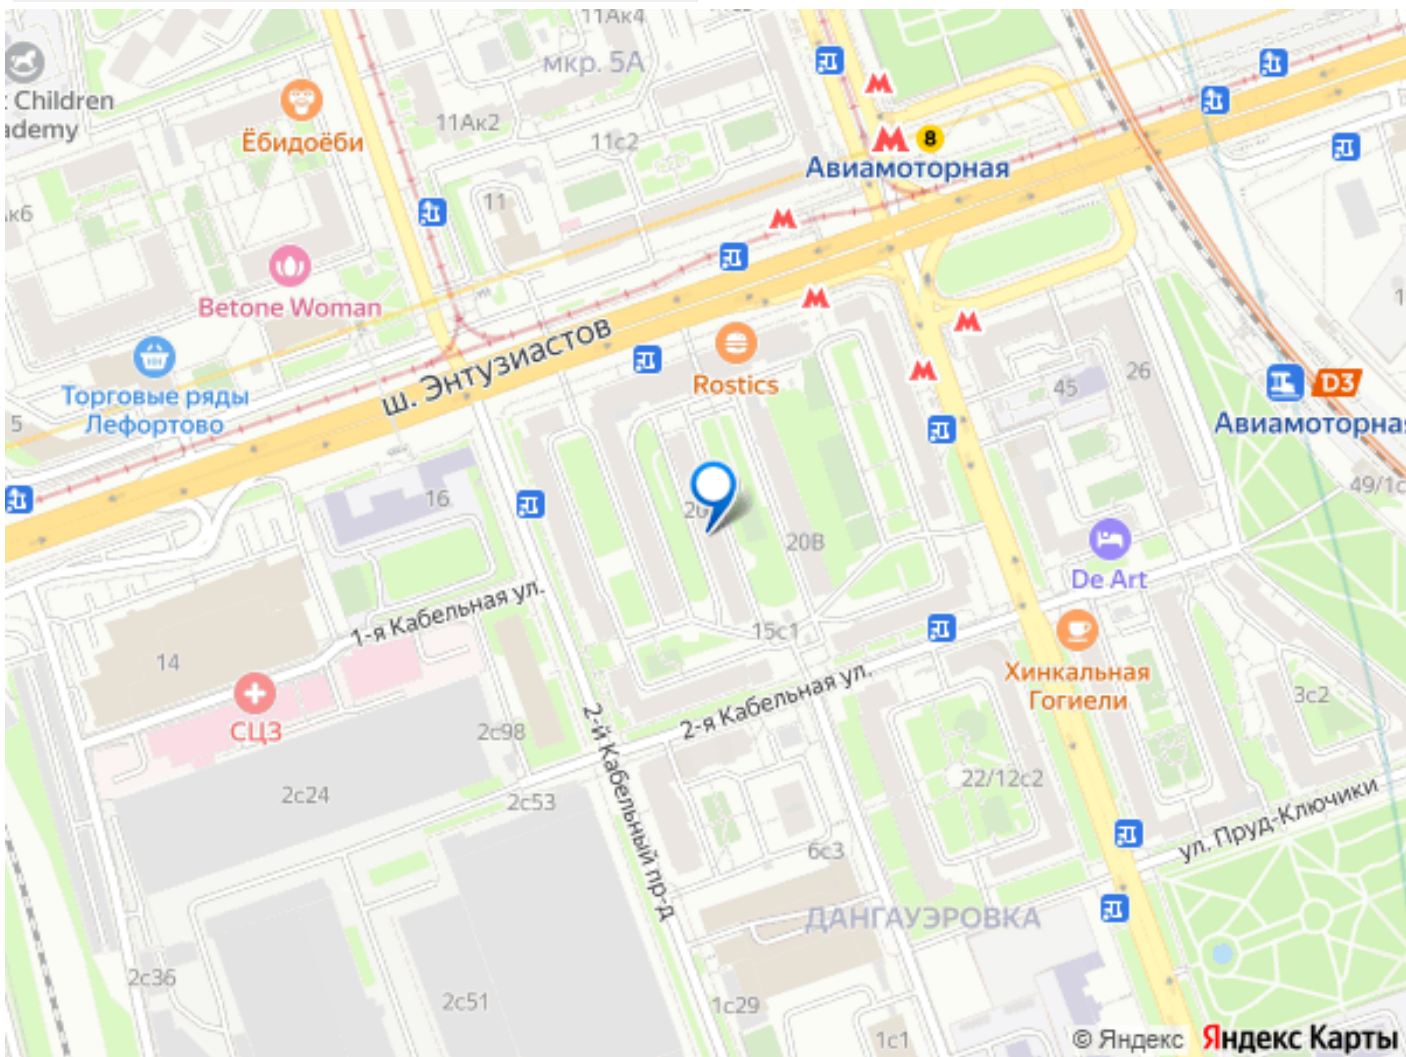 11Ак4
мкр. 5А
Children
ademy
Ёбидоёби
11Ак2
11с2
8
Авиамоторная
к6
11
Betone Woman
ш. Энтузиастов
Rostics
Торговые ряды
Лефортово
5
45
26
D3
Авиамоторная
16
49/1с
20
20В
De Art
1-я Кабельная ул.
15с1
14
Хинкальная
Гогиели
3с2
СЦЗ
2-я Кабельная ул.
2с98
2-й Кабельный пр-д
22/12с2
2с24
2с53
ул. Пруд-Ключики
6с3
ДАНГАУЭРОВКА
2с36
2с51
1с29
1с1
© Яндекс Яндекс Карты